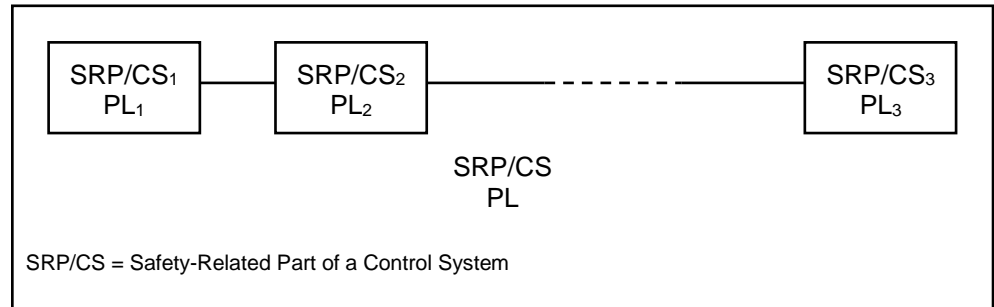 SRP/CS₁
PL₁
SRP/CS₂
PL₂
SRP/CS₃
PL₃
SRP/CS
PL
SRP/CS = Safety-Related Part of a Control System